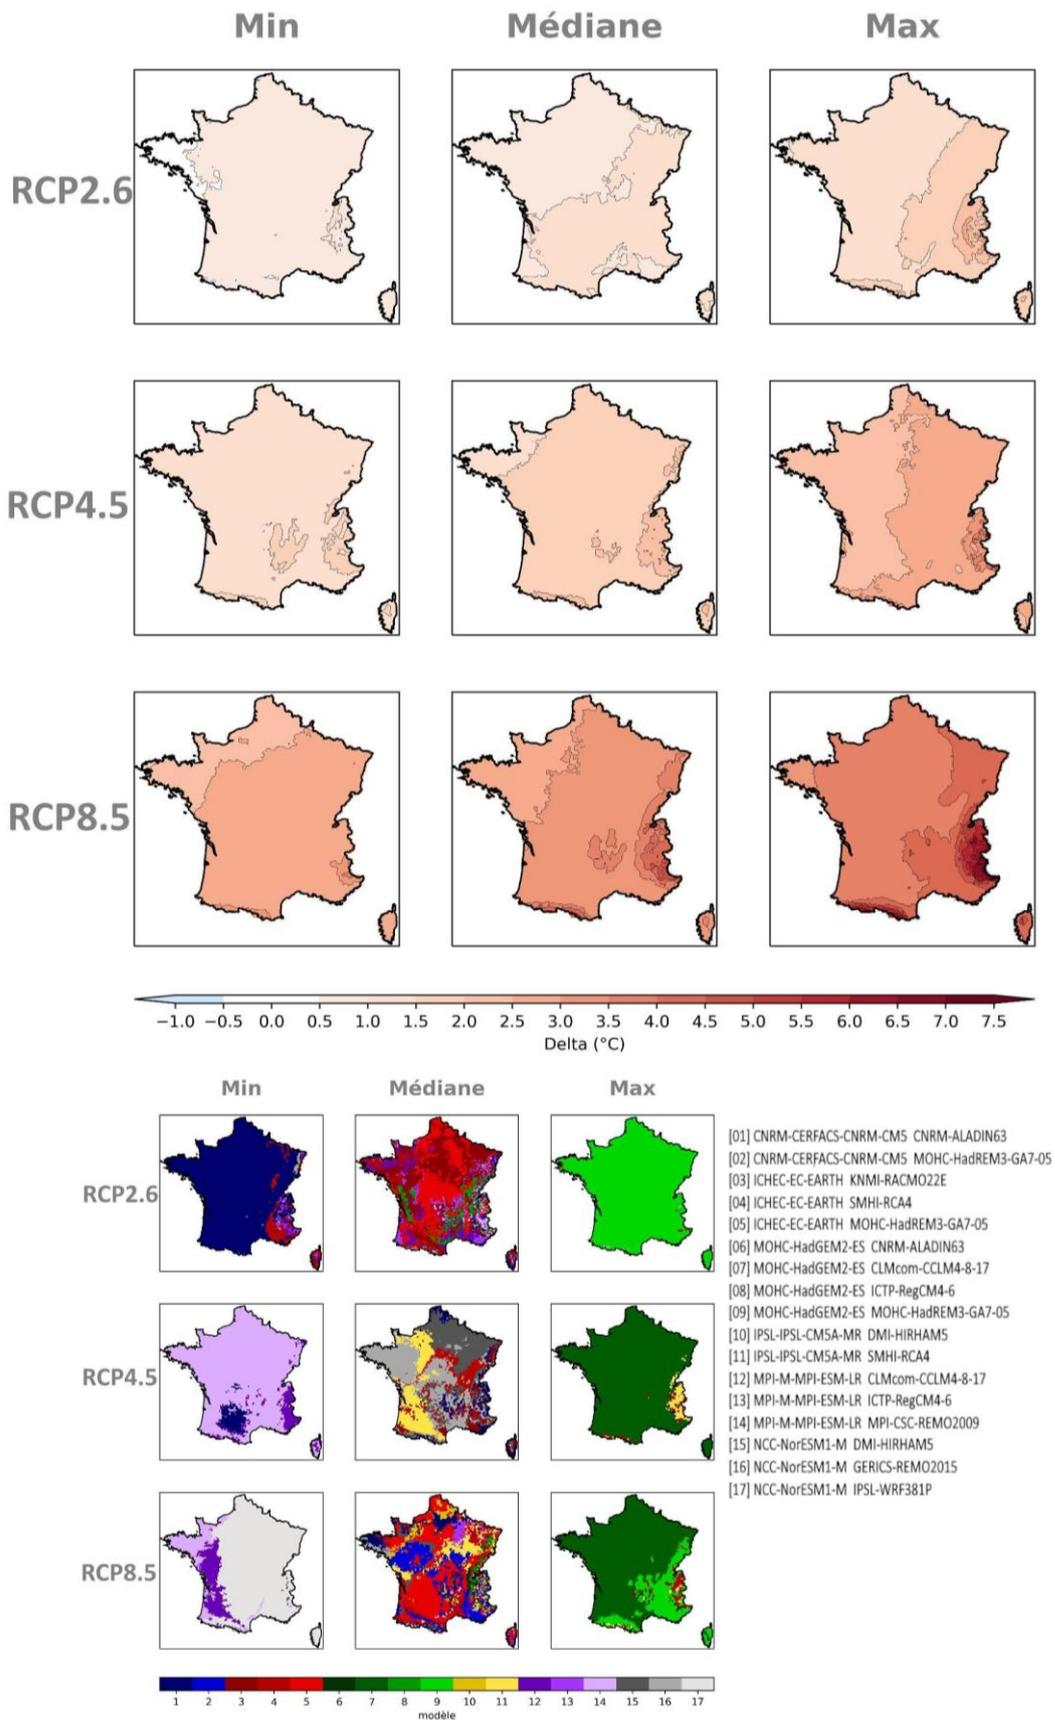 Min Médiane Max
RCP2.6
RCP4.5
RCP8.5
−1.0 −0.5 0.0 0.5 1.0 1.5 2.0 2.5 3.0 3.5 4.0 4.5 5.0 5.5 6.0 6.5 7.0 7.5
Delta (°C)
Min Médiane Max
RCP2.6
RCP4.5
RCP8.5
[01] CNRM-CERFACS-CNRM-CM5 CNRM-ALADIN63
[02] CNRM-CERFACS-CNRM-CM5 MOHC-HadREM3-GA7-05
[03] ICHEC-EC-EARTH KNMI-RACMO22E
[04] ICHEC-EC-EARTH SMHI-RCA4
[05] ICHEC-EC-EARTH MOHC-HadREM3-GA7-05
[06] MOHC-HadGEM2-ES CNRM-ALADIN63
[07] MOHC-HadGEM2-ES CLMcom-CCLM4-8-17
[08] MOHC-HadGEM2-ES ICTP-RegCM4-6
[09] MOHC-HadGEM2-ES MOHC-HadREM3-GA7-05
[10] IPSL-IPSL-CM5A-MR DMI-HIRHAM5
[11] IPSL-IPSL-CM5A-MR SMHI-RCA4
[12] MPI-M-MPI-ESM-LR CLMcom-CCLM4-8-17
[13] MPI-M-MPI-ESM-LR ICTP-RegCM4-6
[14] MPI-M-MPI-ESM-LR MPI-CSC-REMO2009
[15] NCC-NorESM1-M DMI-HIRHAM5
[16] NCC-NorESM1-M GERICS-REMO2015
[17] NCC-NorESM1-M IPSL-WRF381P
1 2 3 4 5 6 7 8 9 10 11 12 13 14 15 16 17
modèle